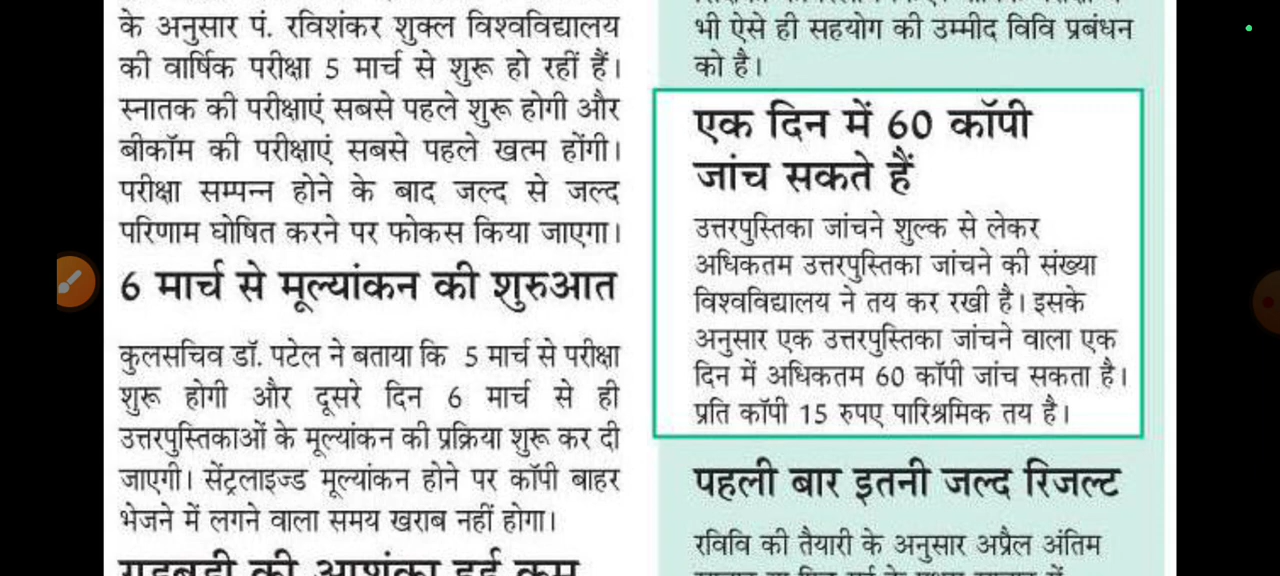 के अनुसार पं. रविशंकर शुक्ल विश्वविद्यालय
की वार्षिक परीक्षा 5 मार्च से शुरू हो रहीं हैं।
स्नातक की परीक्षाएं सबसे पहले शुरू होगी और
बीकॉम की परीक्षाएं सबसे पहले खत्म होंगी।
परीक्षा सम्पन्न होने के बाद जल्द से जल्द
परिणाम घोषित करने पर फोकस किया जाएगा।
6 मार्च से मूल्यांकन की शुरुआत
कुलसचिव डॉ. पटेल ने बताया कि 5 मार्च से परीक्षा
शुरू होगी और दूसरे दिन 6 मार्च से ही
उत्तरपुस्तिकाओं के मूल्यांकन की प्रक्रिया शुरू कर दी
जाएगी। सेंट्रलाइज्ड मूल्यांकन होने पर कॉपी बाहर
भेजने में लगने वाला समय खराब नहीं होगा।
गड़बड़ी की आशंका हुई कम
भी ऐसे ही सहयोग की उम्मीद विवि प्रबंधन
को है।
एक दिन में 60 कॉपी
जांच सकते हैं
उत्तरपुस्तिका जांचने शुल्क से लेकर
अधिकतम उत्तरपुस्तिका जांचने की संख्या
विश्वविद्यालय ने तय कर रखी है। इसके
अनुसार एक उत्तरपुस्तिका जांचने वाला एक
दिन में अधिकतम 60 कॉपी जांच सकता है।
प्रति कॉपी 15 रुपए पारिश्रमिक तय है।
पहली बार इतनी जल्द रिजल्ट
रविवि की तैयारी के अनुसार अप्रैल अंतिम